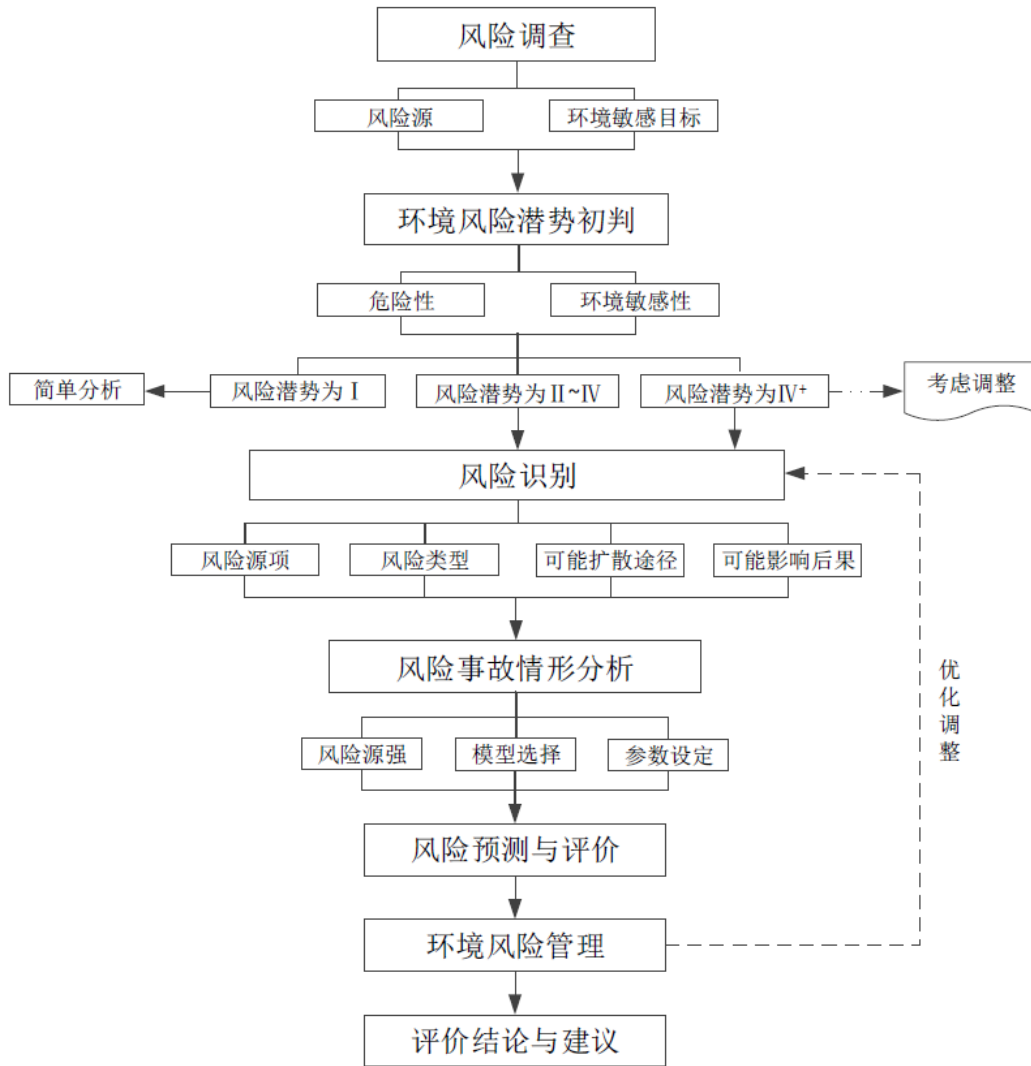 风险调查
风险源
环境敏感目标
环境风险潜势初判
危险性
环境敏感性
简单分析
风险潜势为Ⅰ
风险潜势为Ⅱ~Ⅳ
风险潜势为Ⅳ⁺
考虑调整
风险识别
风险源项
风险类型
可能扩散途径
可能影响后果
风险事故情形分析
优化调整
风险源强
模型选择
参数设定
风险预测与评价
环境风险管理
评价结论与建议